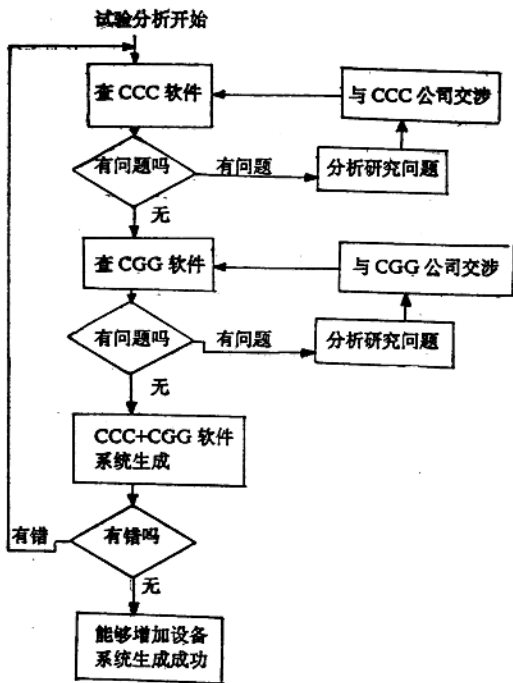 试验分析开始
查 CCC 软件
与 CCC 公司交涉
有问题吗
有问题
分析研究问题
无
查 CGG 软件
与 CGG 公司交涉
有问题吗
有问题
分析研究问题
无
CCC+CGG 软件
系统生成
有错
有错吗
无
能够增加设备
系统生成成功